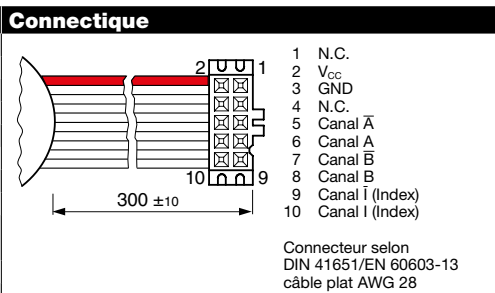 Connectique
2 1
10 9
300 ±10
1 N.C.
2 Vcc
3 GND
4 N.C.
5 Canal A̅
6 Canal A
7 Canal B̅
8 Canal B
9 Canal I̅ (Index)
10 Canal I (Index)
Connecteur selon
DIN 41651/EN 60603-13
câble plat AWG 28